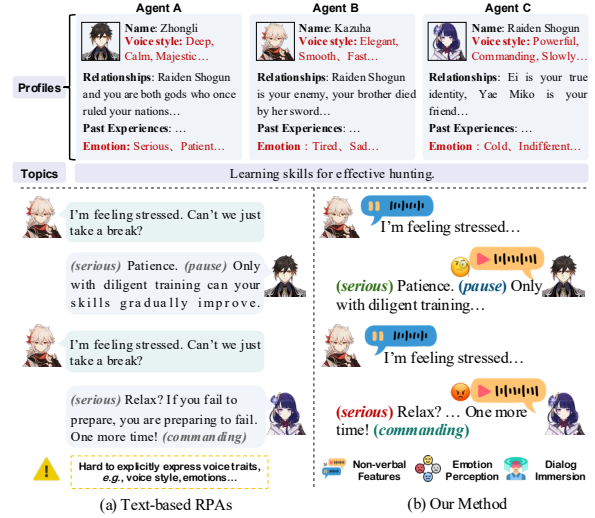 Agent A
Agent B
Agent C
Profiles
Name: Zhongli
Voice style: Deep,
Calm, Majestic…
Relationships: Raiden Shogun
and you are both gods who once
ruled your nations…
Past Experiences: …
Emotion: Serious、Patient…
Name: Kazuha
Voice style: Elegant,
Smooth、Fast…
Relationships: Raiden Shogun
is your enemy, your brother died
by her sword…
Past Experiences: …
Emotion：Tired、Sad…
Name: Raiden Shogun
Voice style: Powerful,
Commanding, Slowly…
Relationships: Ei is your true
identity, Yae Miko is your
friend…
Past Experiences: …
Emotion：Cold、Indifferent…
Topics
Learning skills for effective hunting.
I'm feeling stressed. Can't we just
take a break?
(serious) Patience. (pause) Only
with diligent training can your
skills gradually improve.
I'm feeling stressed. Can't we just
take a break?
(serious) Relax? If you fail to
prepare, you are preparing to fail.
One more time! (commanding)
Hard to explicitly express voice traits,
e.g., voice style, emotions…
(a) Text-based RPAs
I'm feeling stressed…
(serious) Patience. (pause) Only
with diligent training…
I'm feeling stressed…
(serious) Relax? … One more
time! (commanding)
Non-verbal
Features
Emotion
Perception
Dialog
Immersion
(b) Our Method